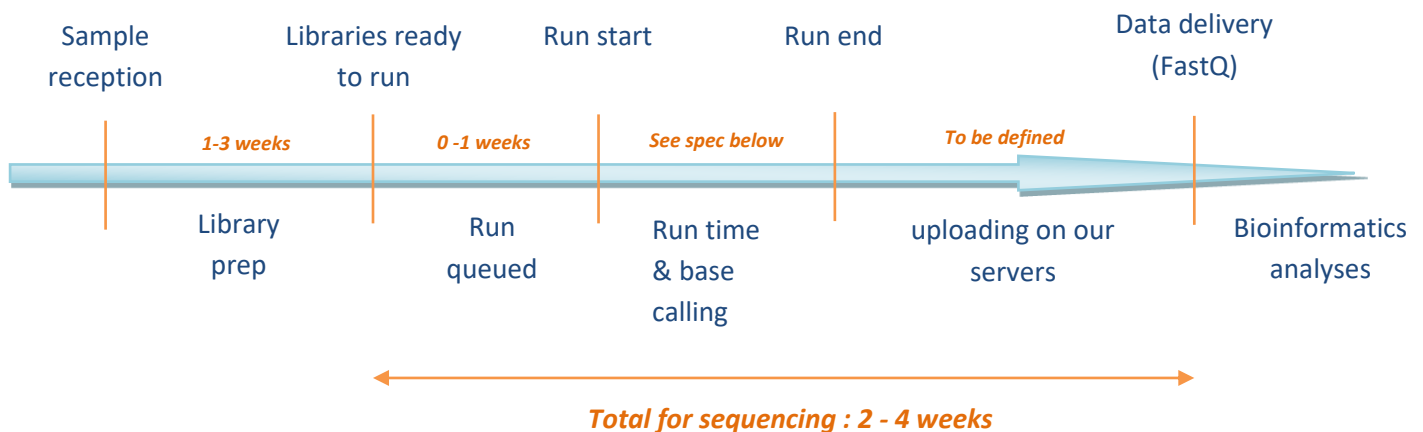 Sample
reception
Libraries ready
to run
Run start
Run end
Data delivery
(FastQ)
1-3 weeks
0 -1 weeks
See spec below
To be defined
Library
prep
Run
queued
Run time
& base
calling
uploading on our
servers
Bioinformatics
analyses
Total for sequencing : 2 - 4 weeks